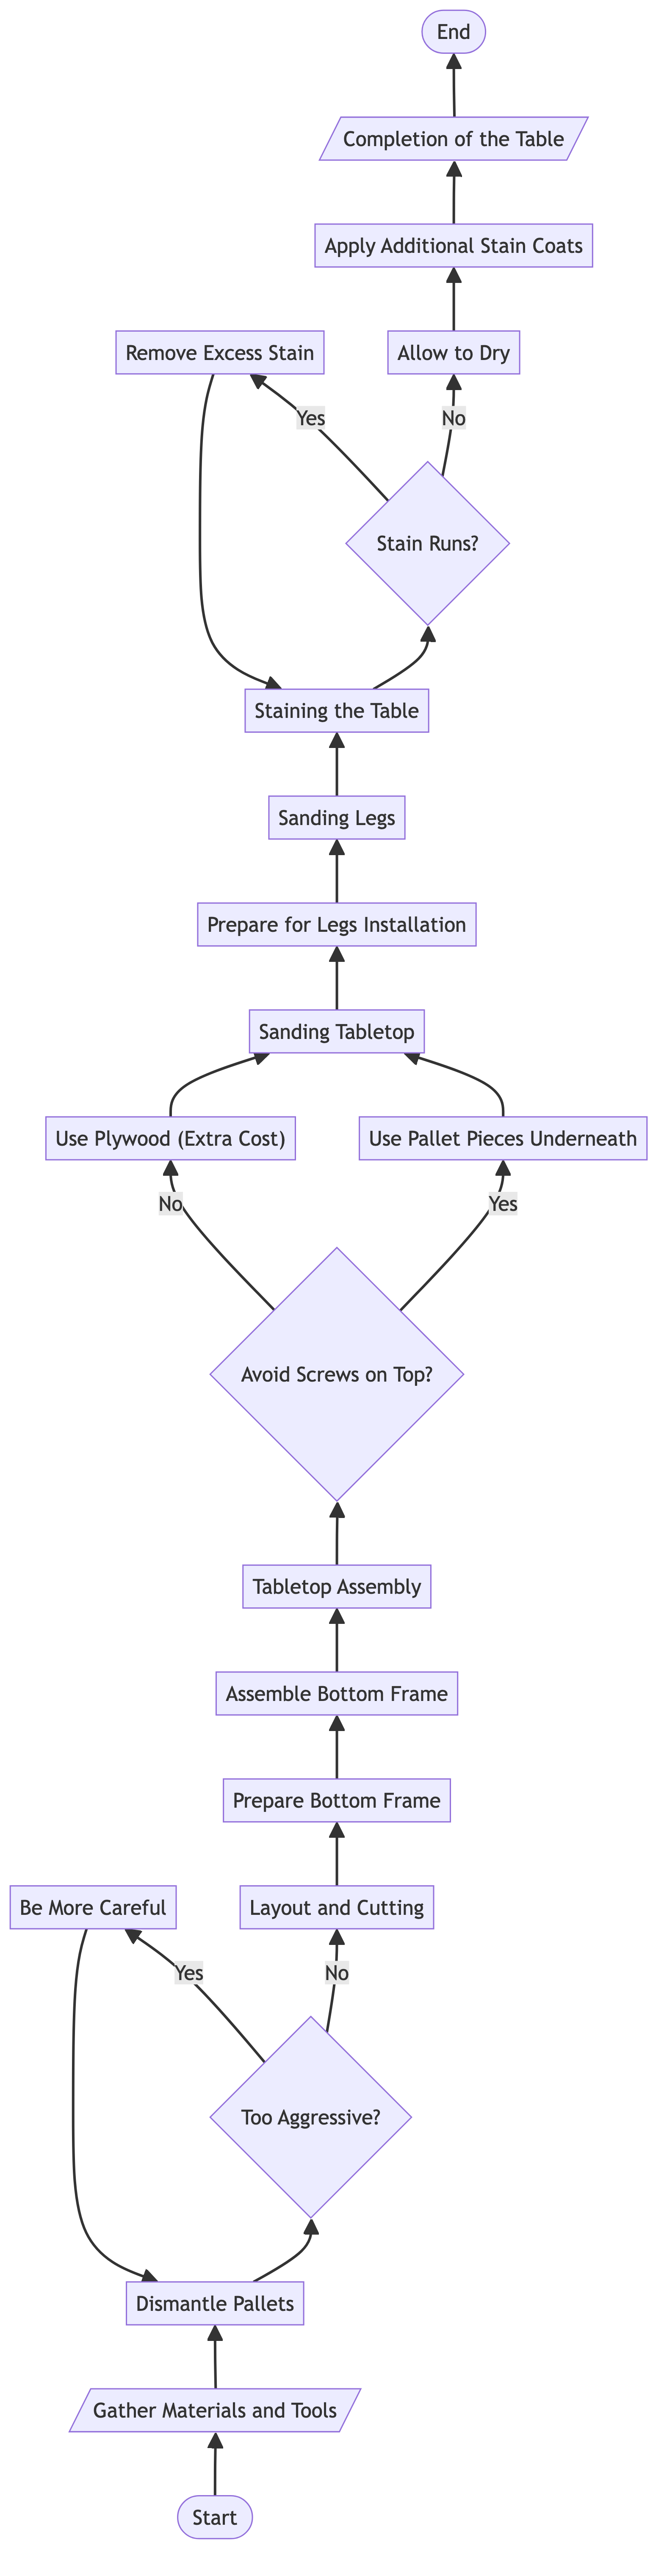 End
Completion of the Table
Apply Additional Stain Coats
Remove Excess Stain
Allow to Dry
Yes
No
Stain Runs?
Staining the Table
Sanding Legs
Prepare for Legs Installation
Sanding Tabletop
Use Plywood (Extra Cost)
Use Pallet Pieces Underneath
No
Yes
Avoid Screws on Top?
Tabletop Assembly
Assemble Bottom Frame
Prepare Bottom Frame
Be More Careful
Layout and Cutting
Yes
No
Too Aggressive?
Dismantle Pallets
Gather Materials and Tools
Start